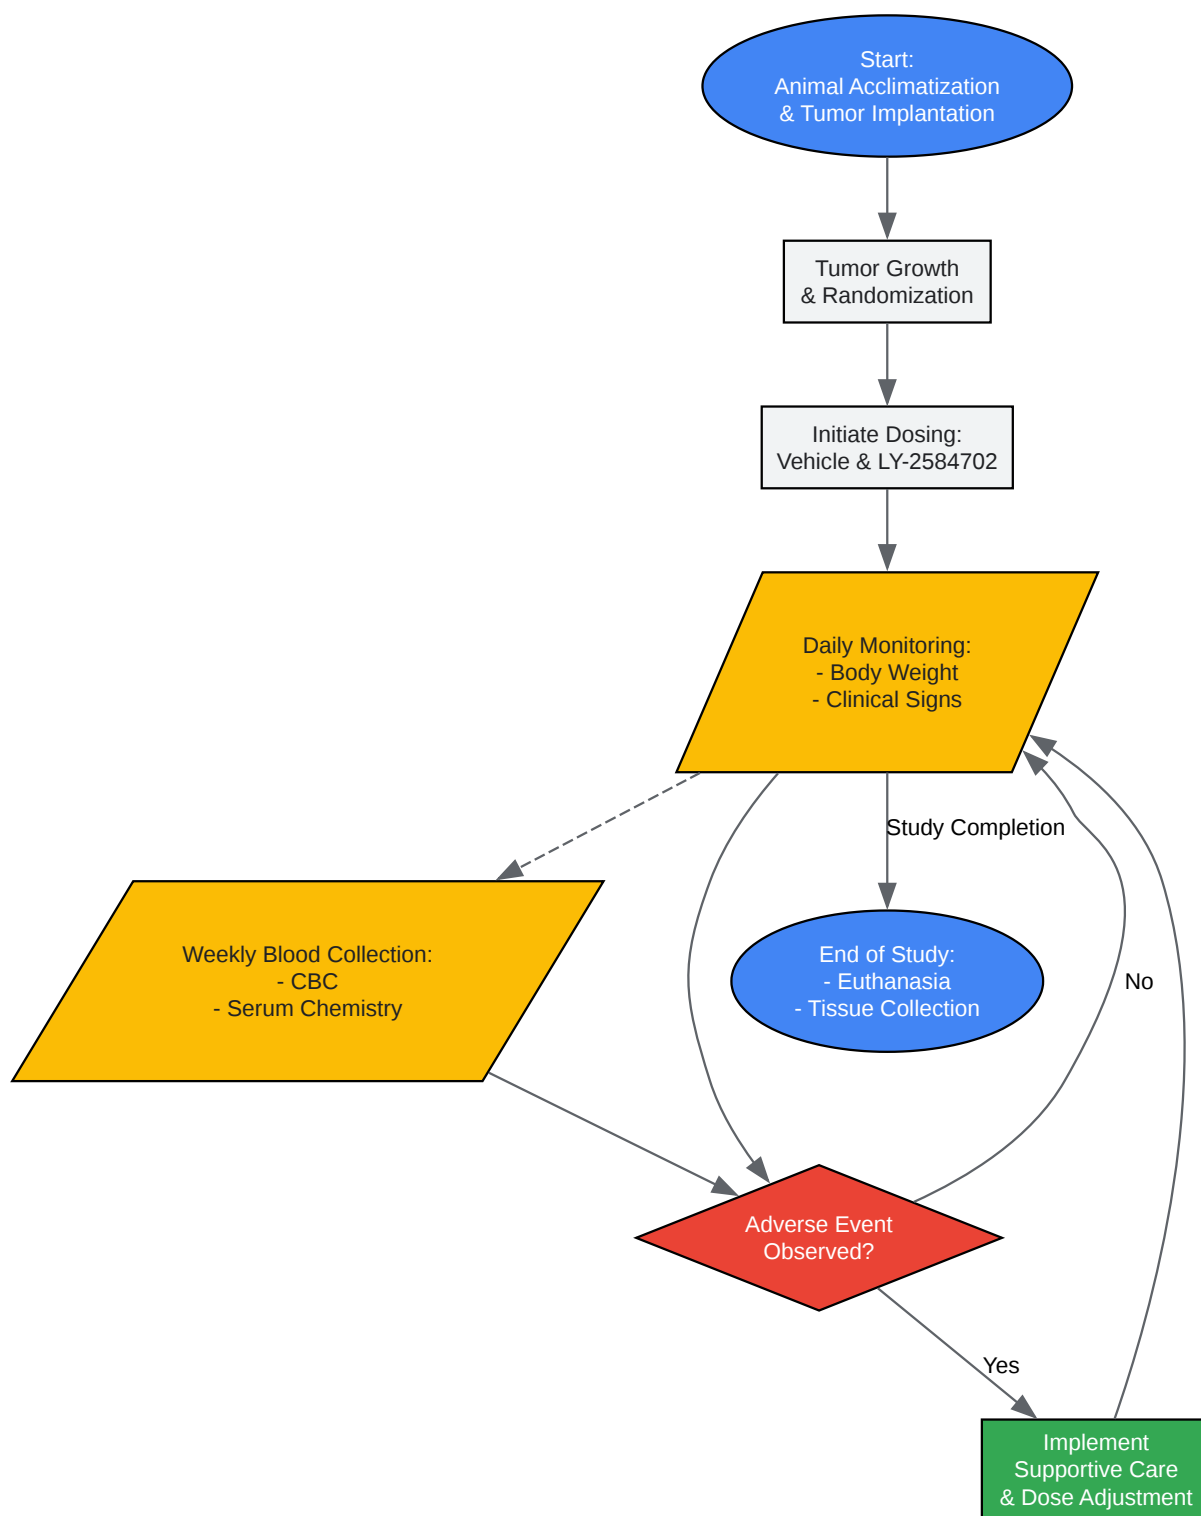 Start:
Animal Acclimatization
& Tumor Implantation
Tumor Growth
& Randomization
Initiate Dosing:
Vehicle & LY-2584702
Daily Monitoring:
- Body Weight
- Clinical Signs
Study Completion
Weekly Blood Collection:
- CBC
- Serum Chemistry
End of Study:
- Euthanasia
- Tissue Collection
No
Adverse Event
Observed?
Yes
Implement
Supportive Care
& Dose Adjustment